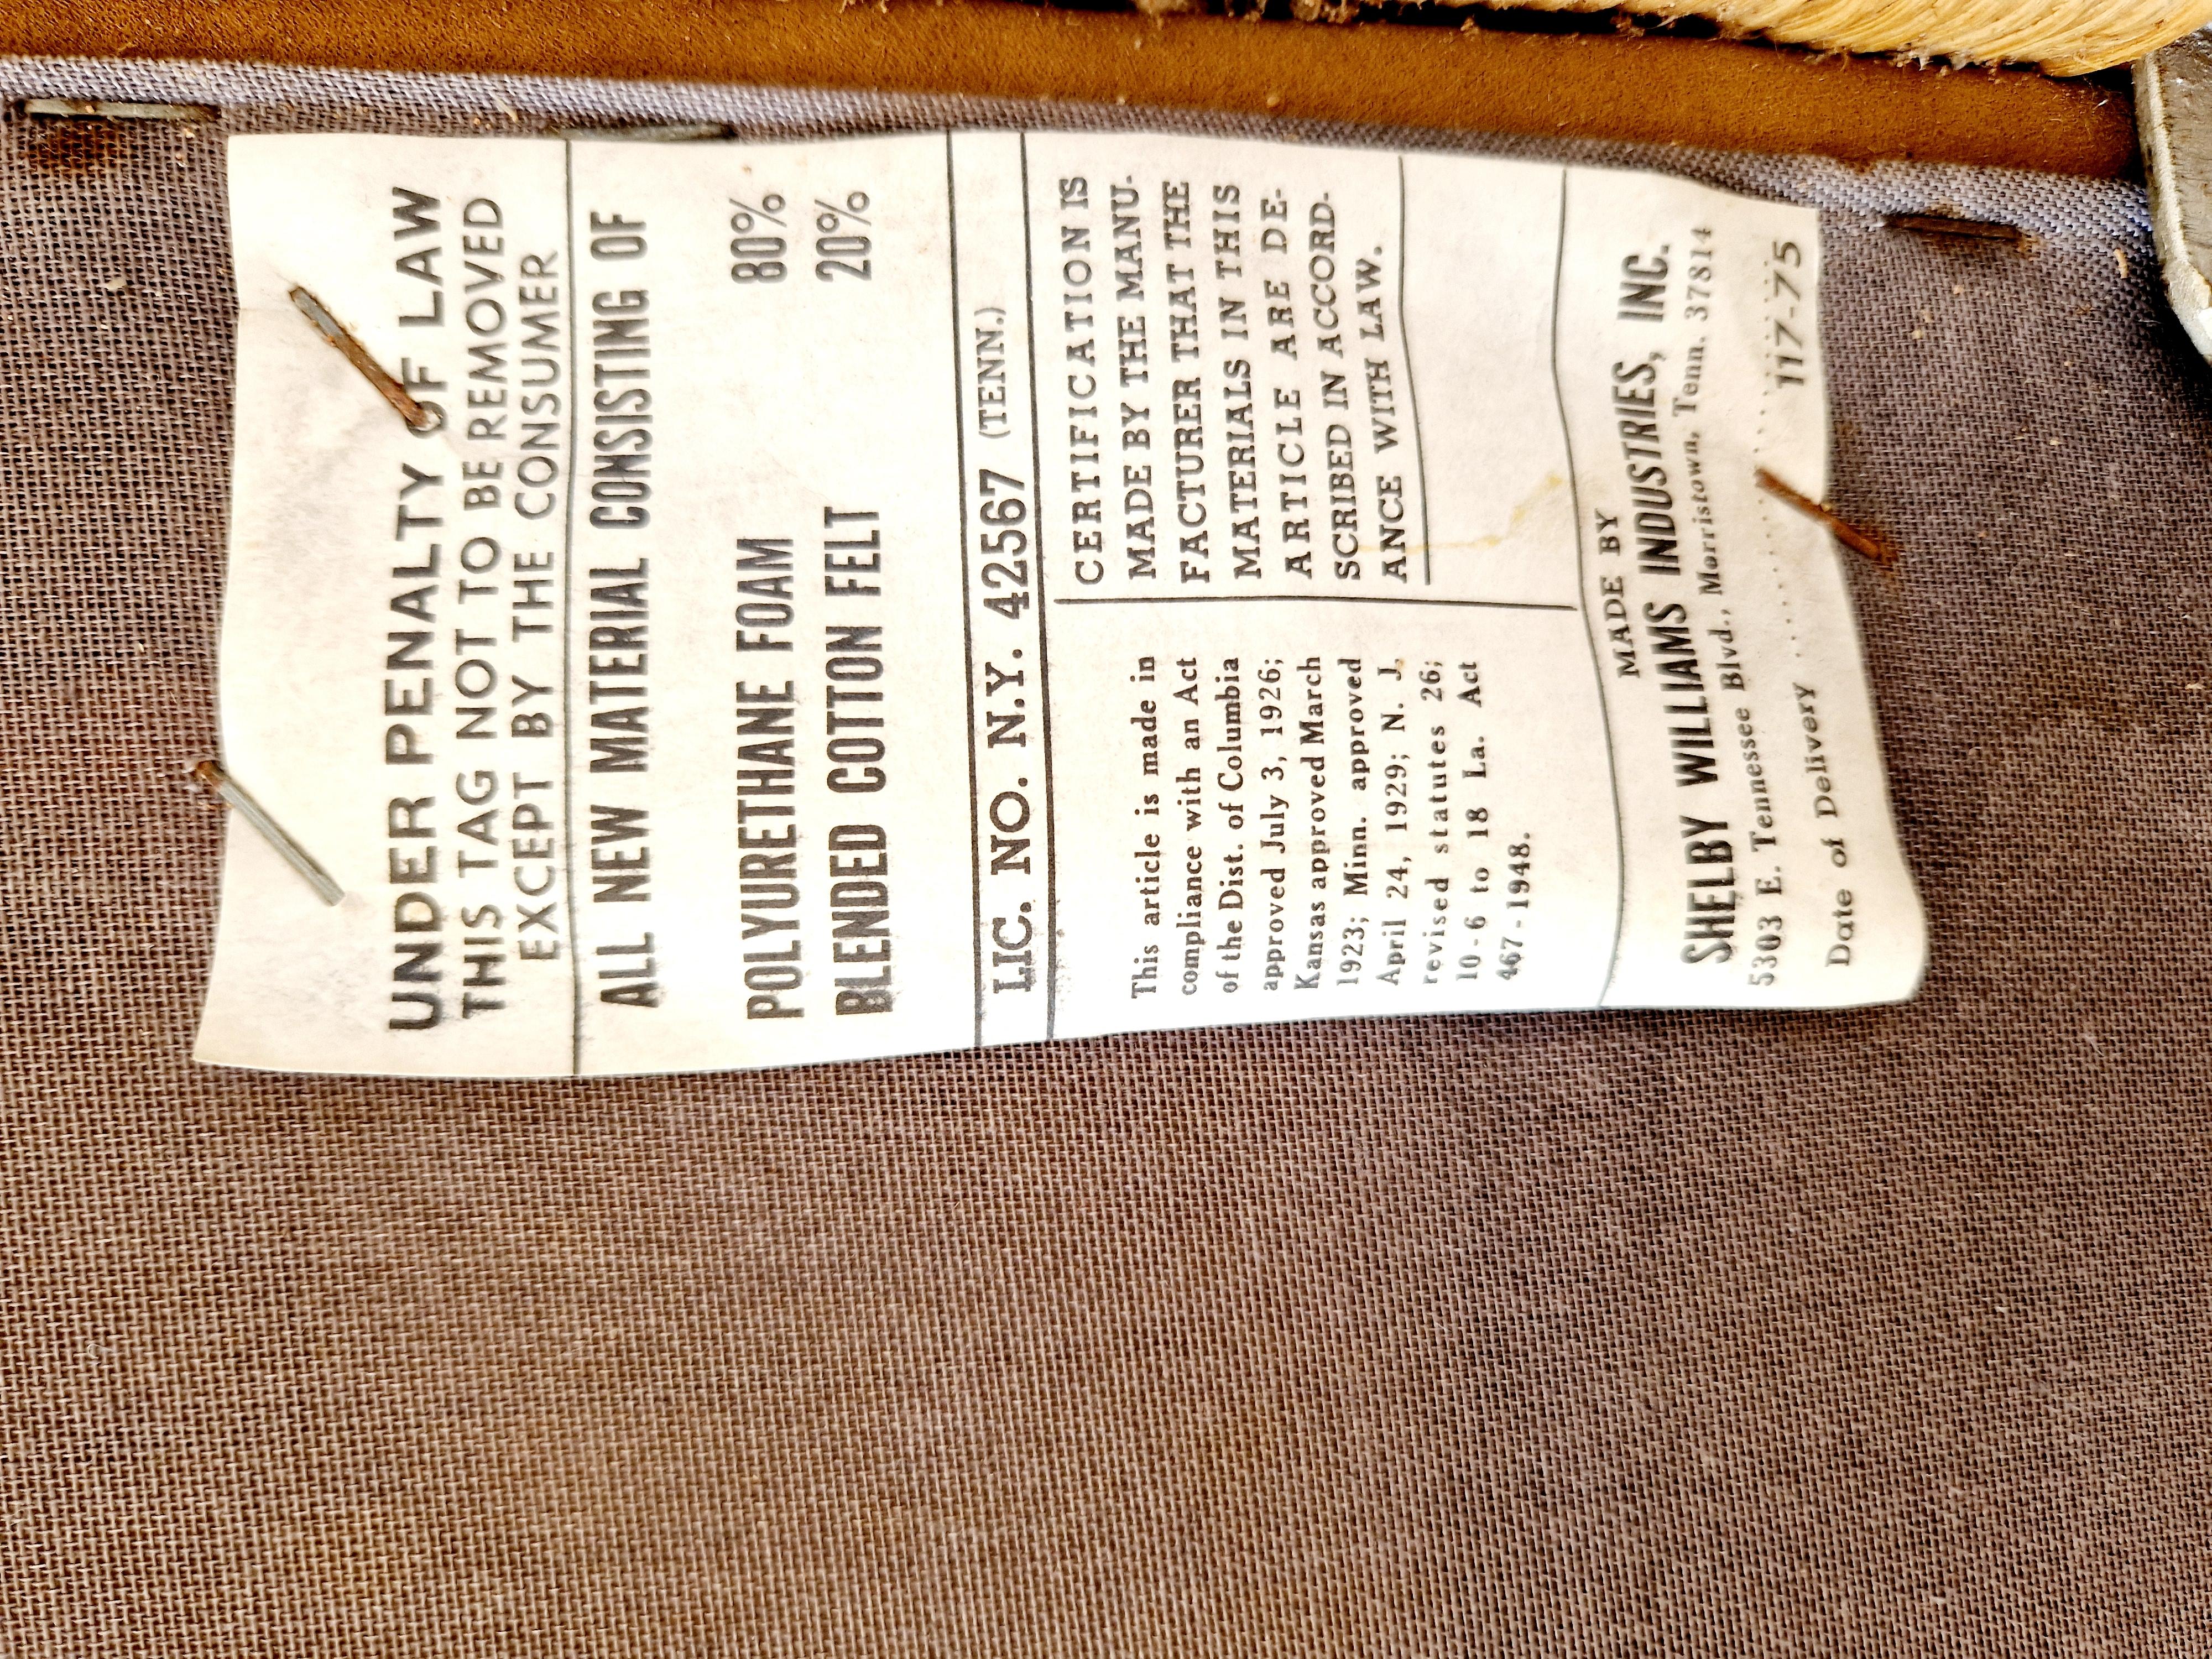 UNDER PENALTY OF LAW
THIS TAG NOT TO BE REMOVED
EXCEPT BY THE CONSUMER
ALL NEW MATERIAL CONSISTING OF
POLYURETHANE FOAM 80%
BLENDED COTTON FELT 20%
LIC. NO. N.Y. 42567 (TENN.)
This article is made in
compliance with an Act
of the Dist. of Columbia
approved July 3, 1926;
Kansas approved March
1923; Minn. approved
April 24, 1929; N. J.
revised statutes 26;
10-6 to 18 La. Act
467-1948.
CERTIFICATION IS
MADE BY THE MANU-
FACTURER THAT THE
MATERIALS IN THIS
ARTICLE ARE DE-
SCRIBED IN ACCORD-
ANCE WITH LAW.
MADE BY
SHELBY WILLIAMS INDUSTRIES, INC.
5303 E. Tennessee Blvd., Morristown, Tenn. 37814
Date of Delivery ............ 117-75